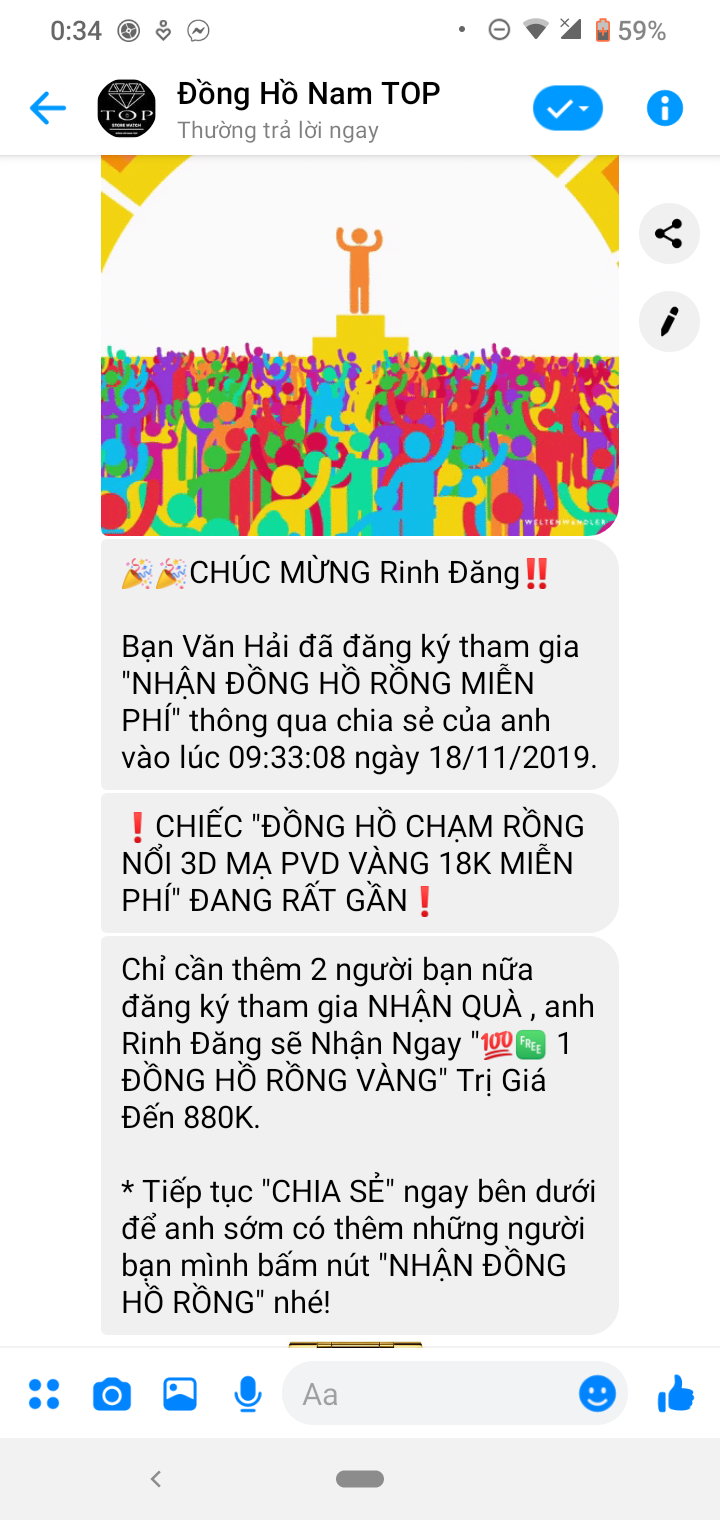 0:34
59%
Đồng Hồ Nam TOP
Thường trả lời ngay
TOP
STORE WATCH
WELTENWANDLER
🎉🎉CHÚC MỪNG Rinh Đăng‼️
Bạn Văn Hải đã đăng ký tham gia
"NHẬN ĐỒNG HỒ RỒNG MIỄN
PHÍ" thông qua chia sẻ của anh
vào lúc 09:33:08 ngày 18/11/2019.
❗CHIẾC "ĐỒNG HỒ CHẠM RỒNG
NỔI 3D MẠ PVD VÀNG 18K MIỄN
PHÍ" ĐANG RẤT GẦN❗
Chỉ cần thêm 2 người bạn nữa
đăng ký tham gia NHẬN QUÀ , anh
Rinh Đăng sẽ Nhận Ngay "💯🆓 1
ĐỒNG HỒ RỒNG VÀNG" Trị Giá
Đến 880K.
* Tiếp tục "CHIA SẺ" ngay bên dưới
để anh sớm có thêm những người
bạn mình bấm nút "NHẬN ĐỒNG
HỒ RỒNG" nhé!
Aa